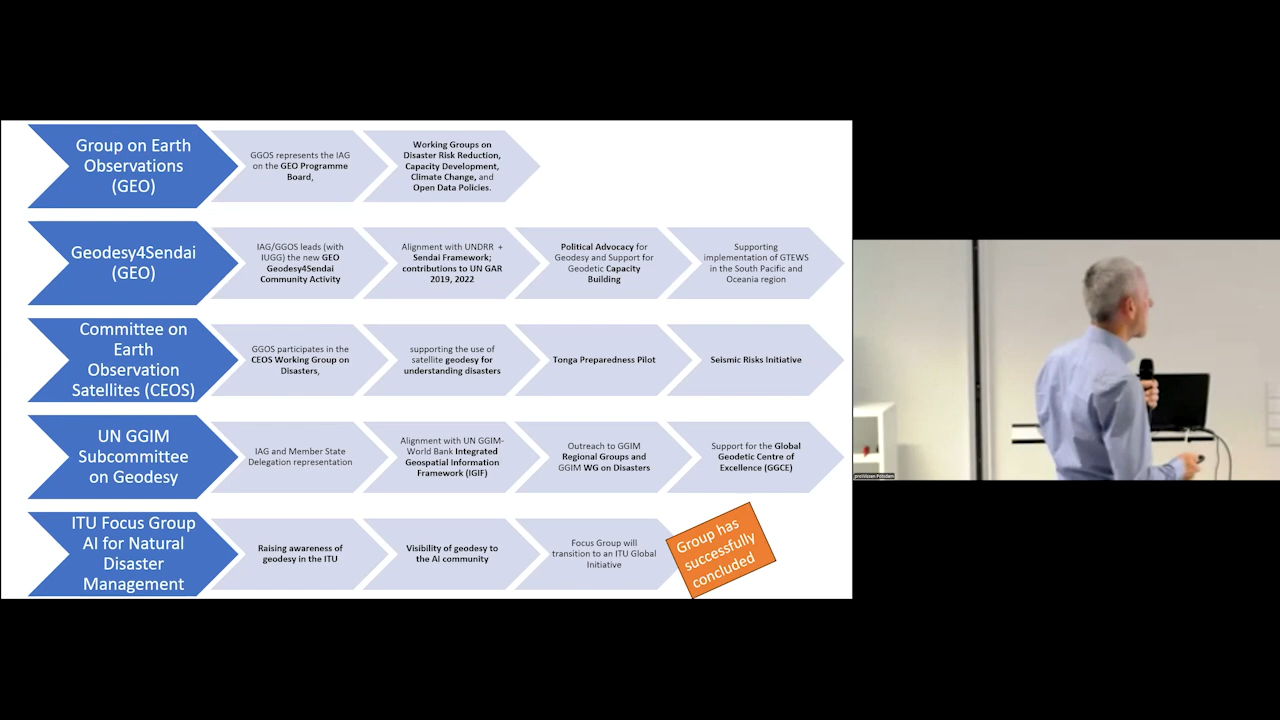 Group on Earth
Observations
(GEO)
GGOS represents the IAG
on the GEO Programme
Board,
Working Groups on
Disaster Risk Reduction,
Capacity Development,
Climate Change, and
Open Data Policies.
Geodesy4Sendai
(GEO)
IAG/GGOS leads (with
IUGG) the new GEO
Geodesy4Sendai
Community Activity
Alignment with UNDRR +
Sendai Framework;
contributions to UN GAR
2019, 2022
Political Advocacy for
Geodesy and Support for
Geodetic Capacity
Building
Supporting
implementation of GTEWS
in the South Pacific and
Oceania region
Committee on
Earth
Observation
Satellites (CEOS)
GGOS participates in the
CEOS Working Group on
Disasters,
supporting the use of
satellite geodesy for
understanding disasters
Tonga Preparedness Pilot
Seismic Risks Initiative
UN GGIM
Subcommittee
on Geodesy
IAG and Member State
Delegation representation
Alignment with UN GGIM-
World Bank Integrated
Geospatial Information
Framework (IGIF)
Outreach to GGIM
Regional Groups and
GGIM WG on Disasters
Support for the Global
Geodetic Centre of
Excellence (GGCE)
ITU Focus Group
AI for Natural
Disaster
Management
Raising awareness of
geodesy in the ITU
Visibility of geodesy to
the AI community
Focus Group will
transition to an ITU Global
Initiative
Group has
successfully
concluded
proWissen Potsdam